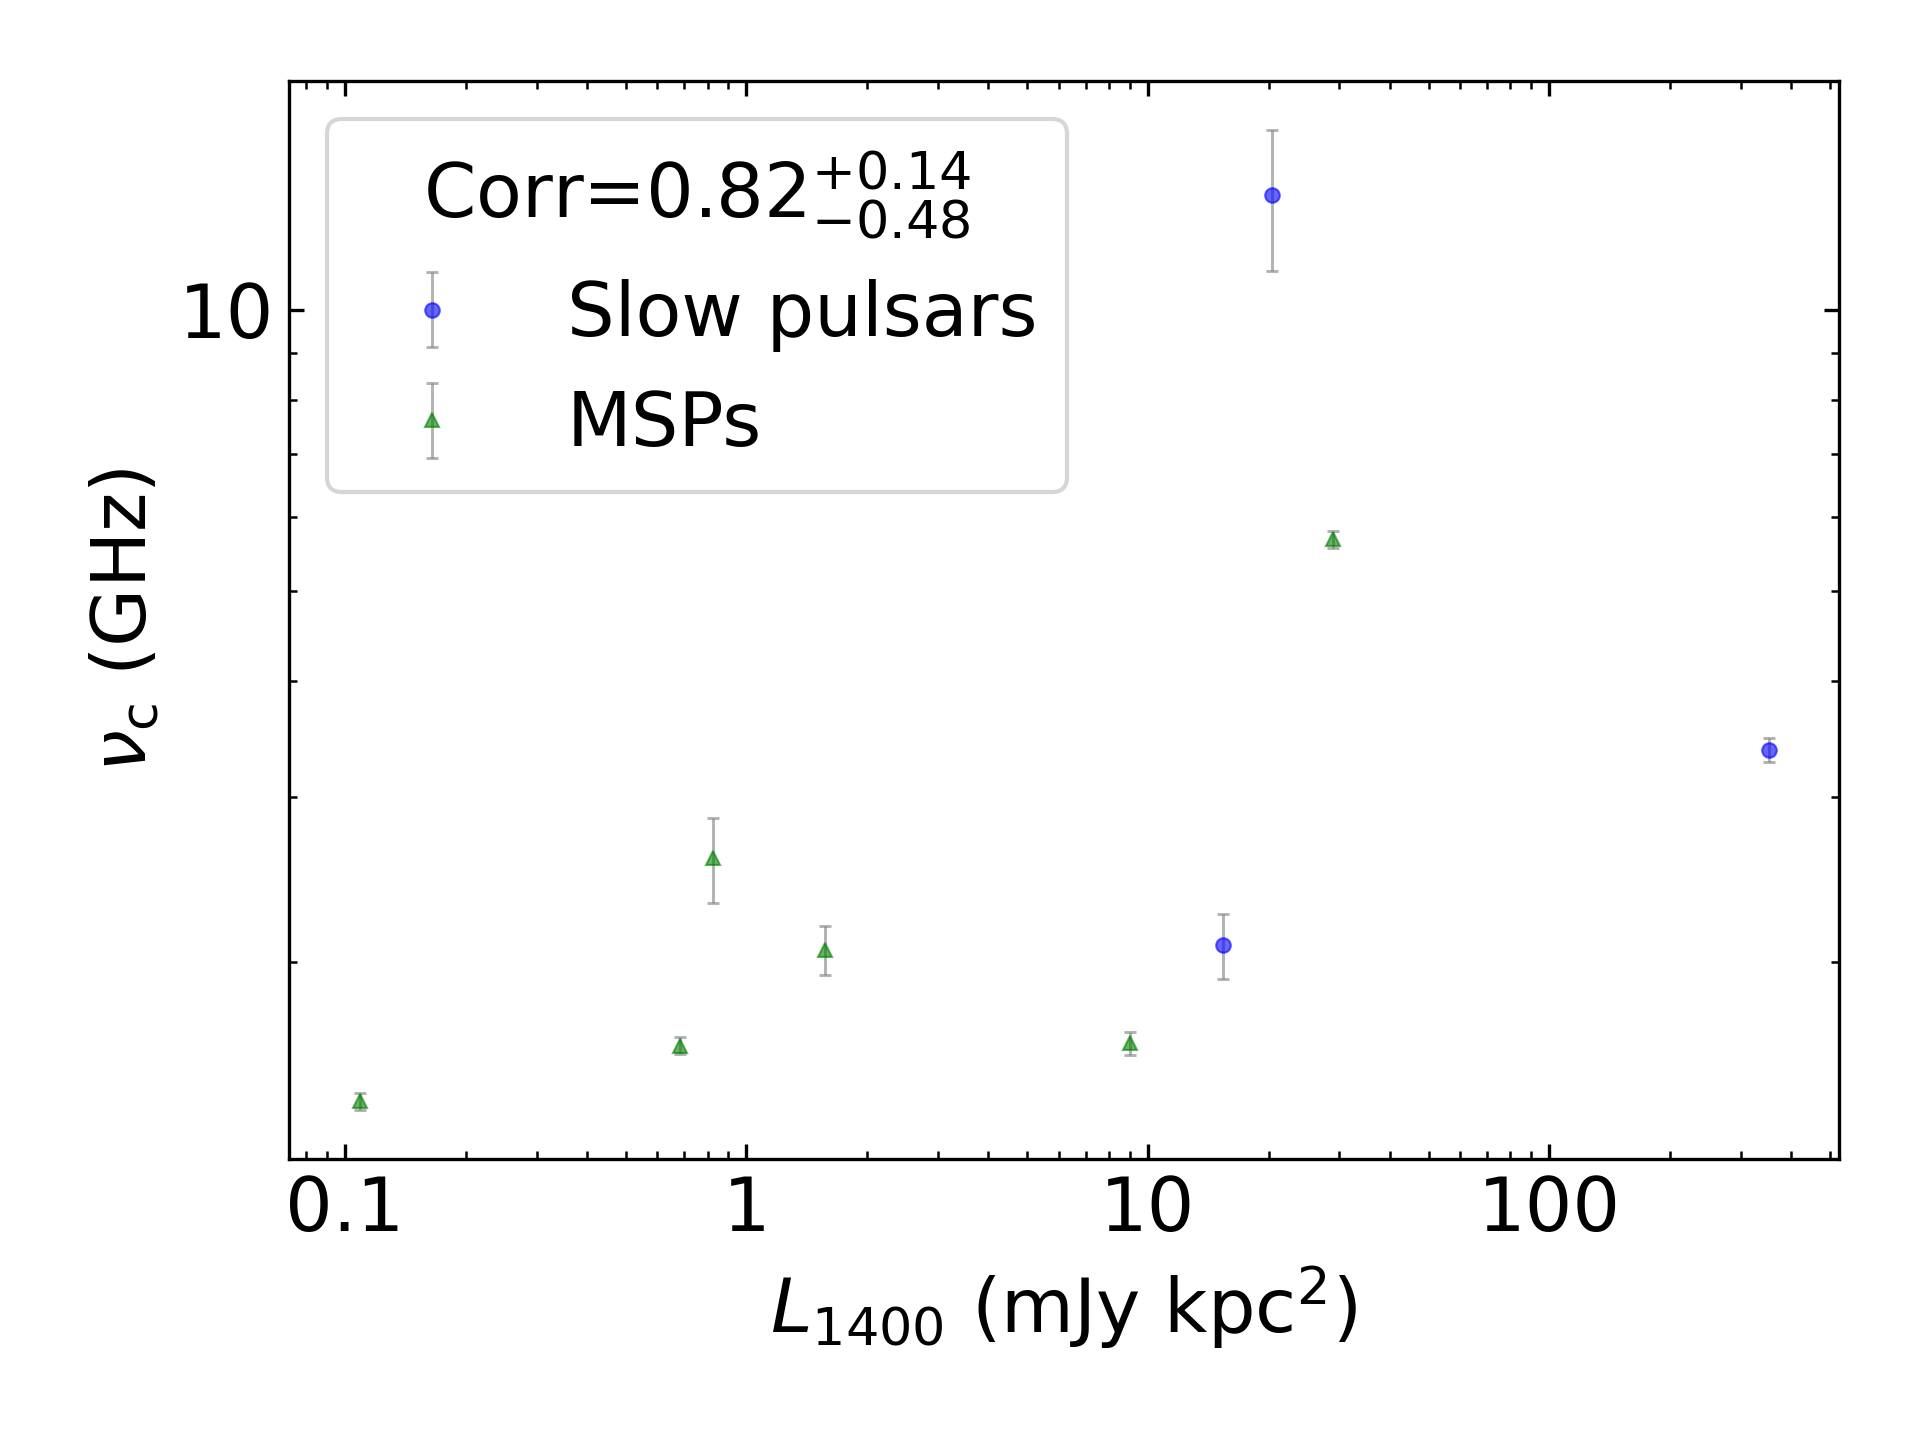 Corr=0.82+0.14−0.48
Slow pulsars
MSPs
10
νc (GHz)
0.1 1 10 100
L1400 (mJy kpc2)